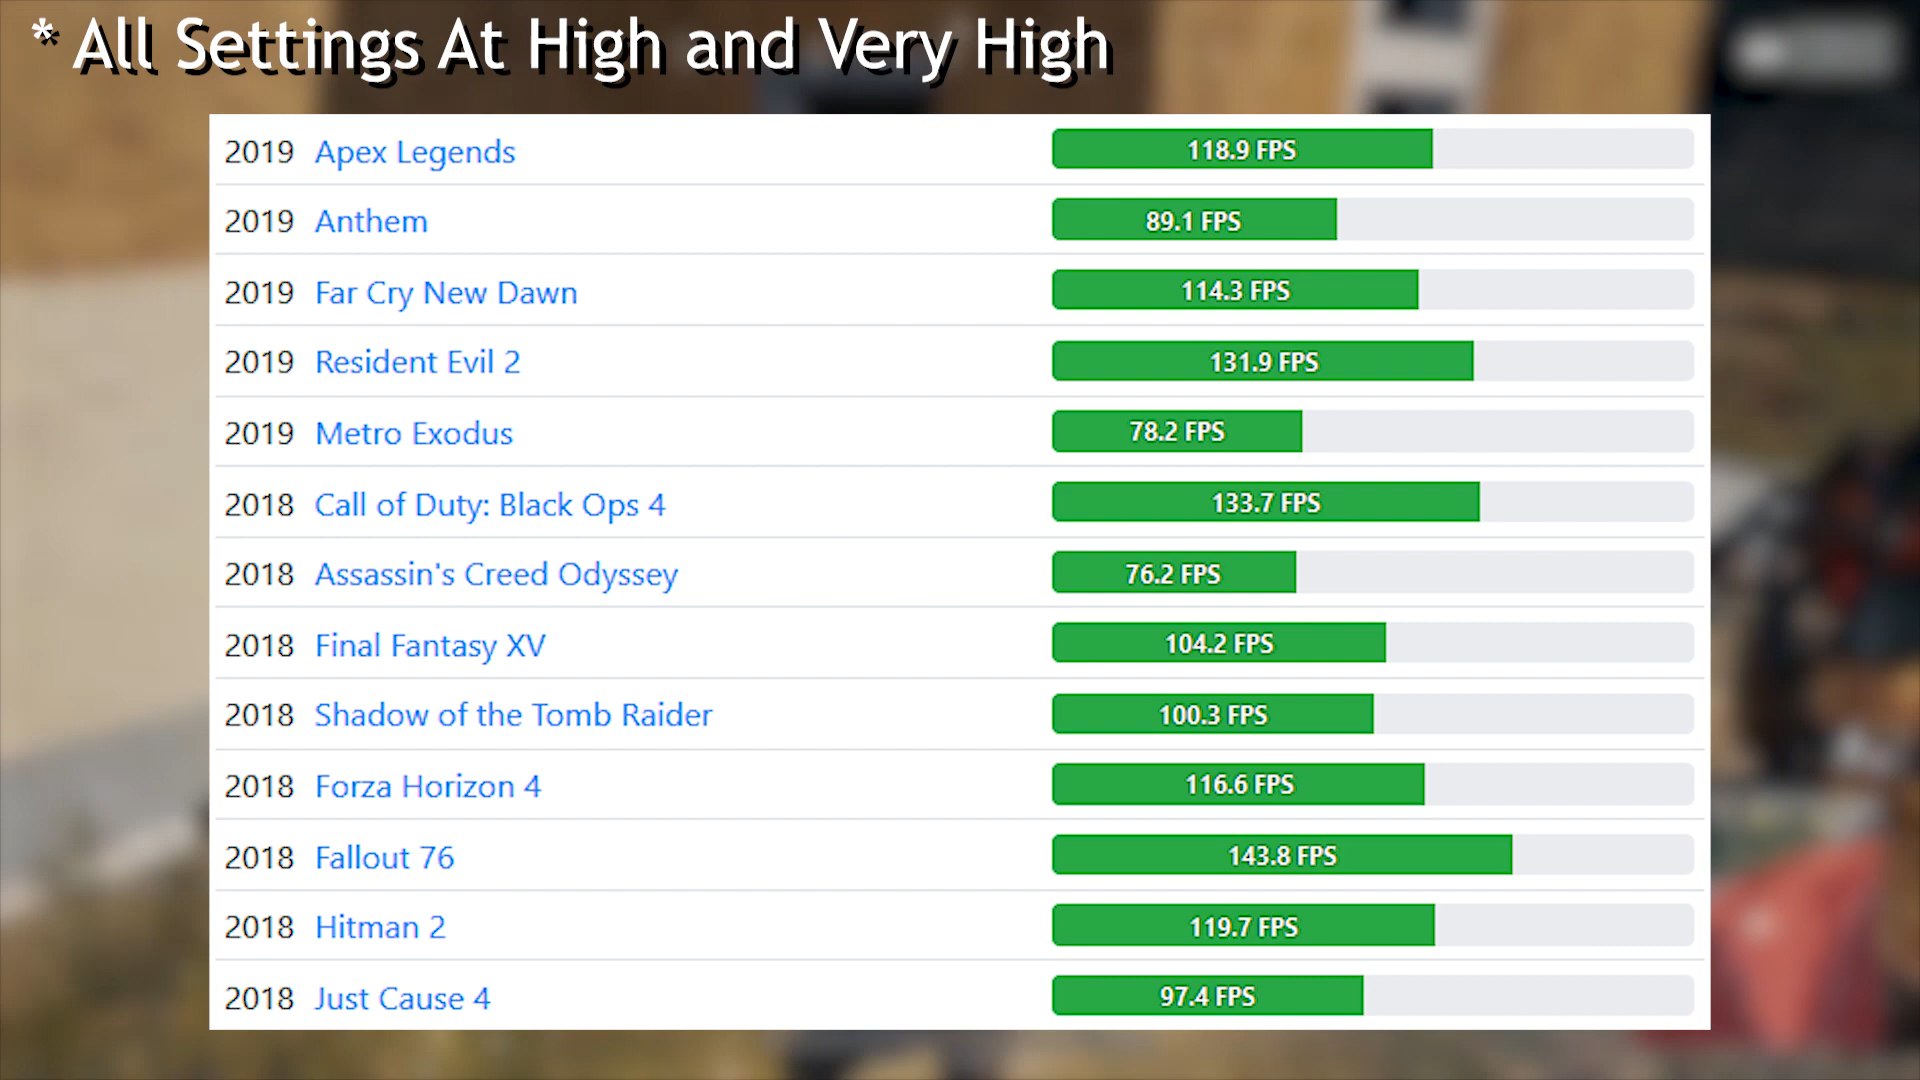 * All Settings At High and Very High
2019 Apex Legends 118.9 FPS
2019 Anthem 89.1 FPS
2019 Far Cry New Dawn 114.3 FPS
2019 Resident Evil 2 131.9 FPS
2019 Metro Exodus 78.2 FPS
2018 Call of Duty: Black Ops 4 133.7 FPS
2018 Assassin's Creed Odyssey 76.2 FPS
2018 Final Fantasy XV 104.2 FPS
2018 Shadow of the Tomb Raider 100.3 FPS
2018 Forza Horizon 4 116.6 FPS
2018 Fallout 76 143.8 FPS
2018 Hitman 2 119.7 FPS
2018 Just Cause 4 97.4 FPS